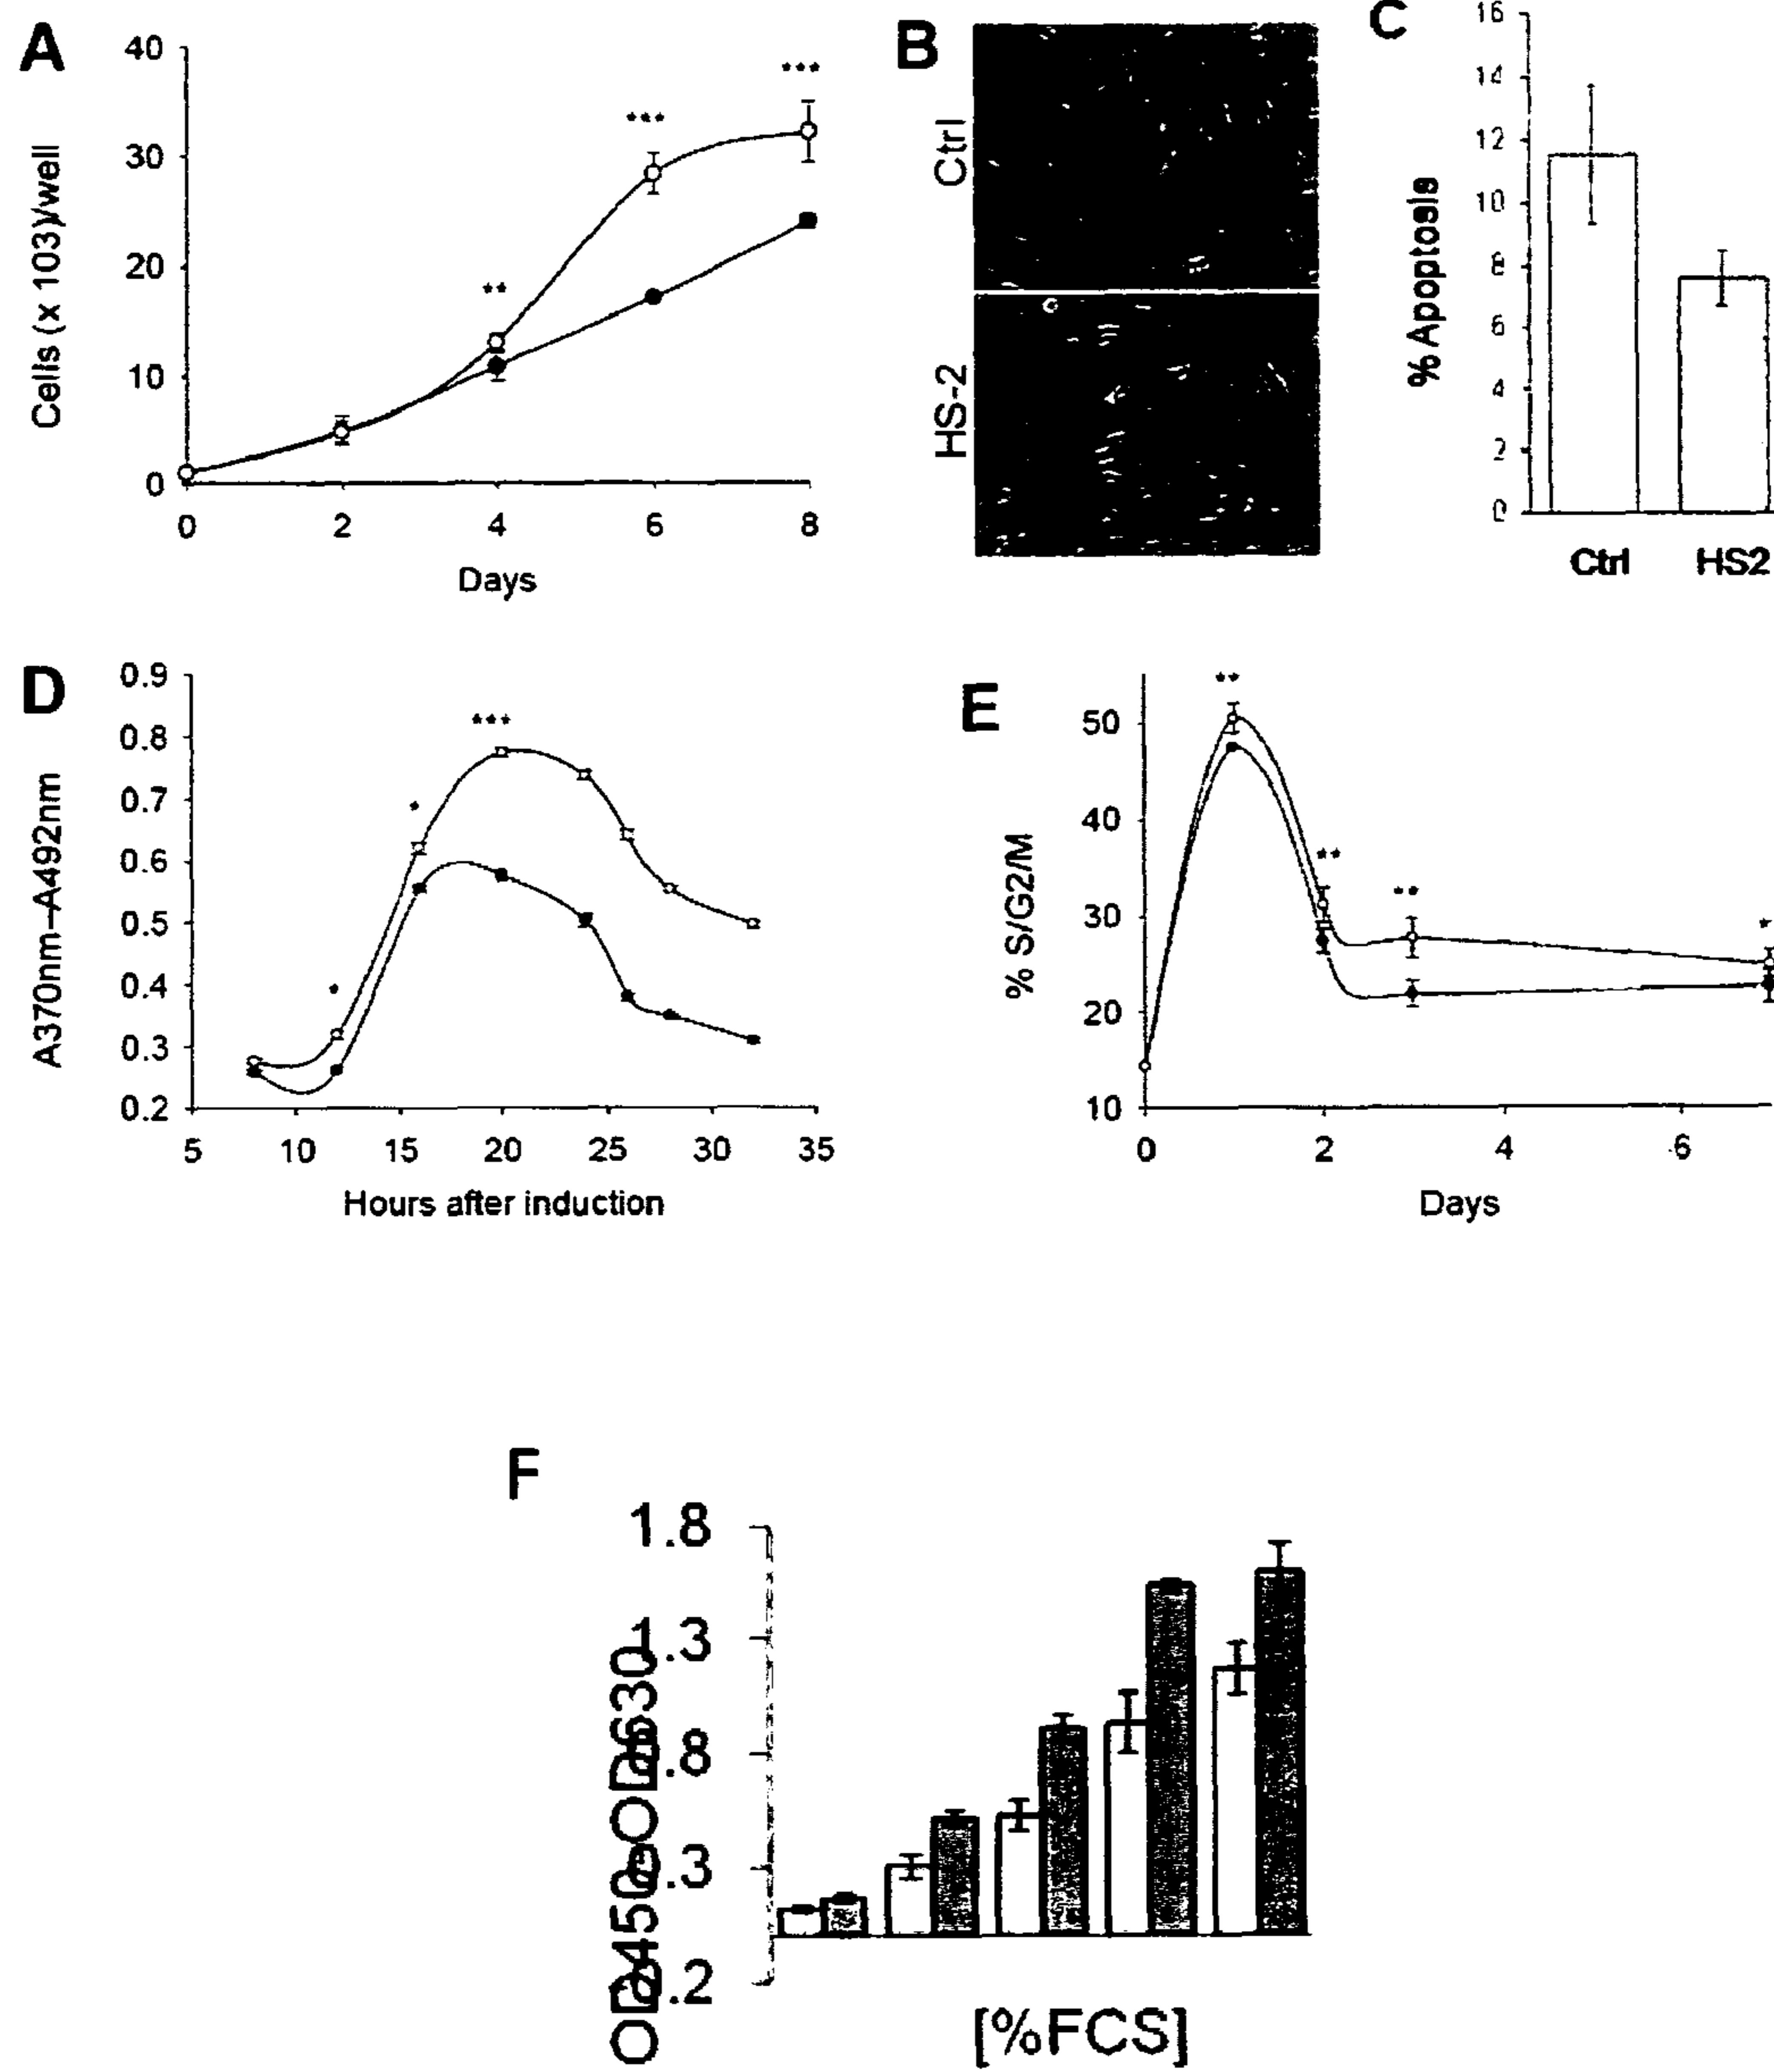 A
40
30
20
10
0
Cells (x 103)/well
**
***
***
0 2 4 6 8
Days
B
Ctrl
HS-2
C
16
14
12
10
8
6
4
2
0
% Apoptosis
Ctrl HS2
D
0.9
0.8
0.7
0.6
0.5
0.4
0.3
0.2
A370nm–A492nm
*
*
***
5 10 15 20 25 30 35
Hours after induction
E
50
40
30
20
10
% S/G2/M
**
**
**
*
0 2 4 6
Days
F
1.8
1.3
.8
.3
.2
[%FCS]